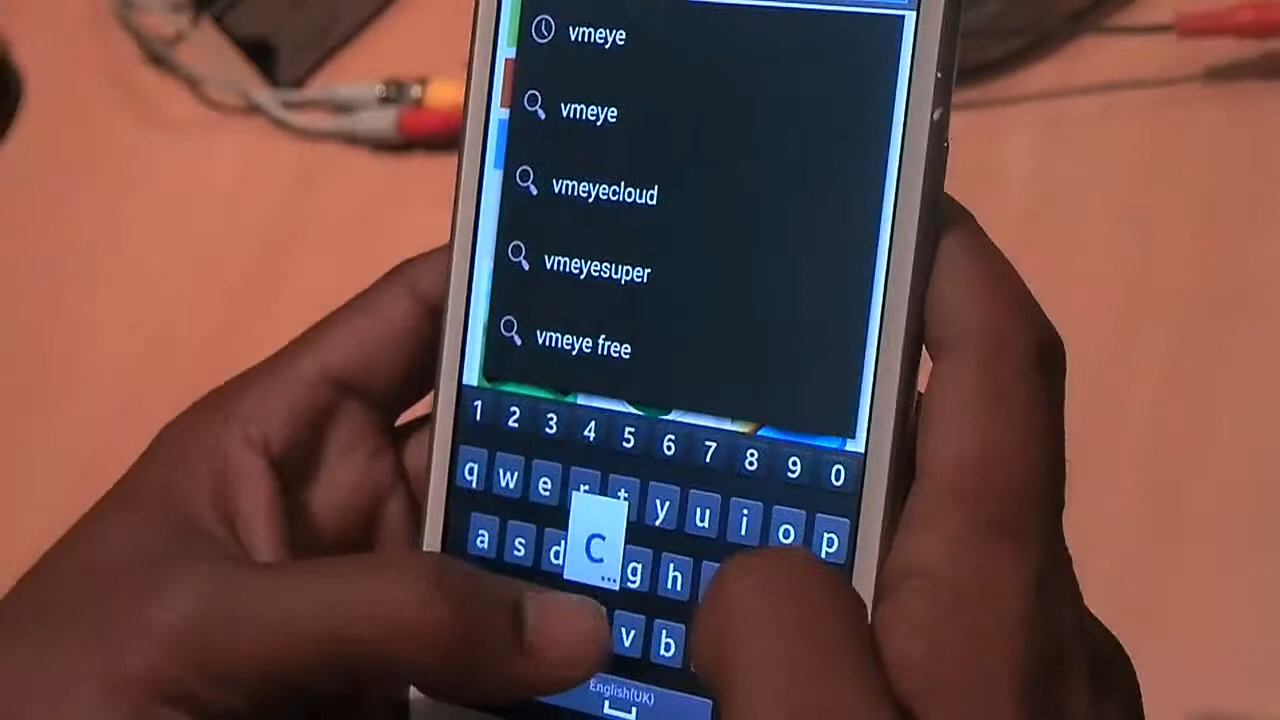 vmeye
vmeye
vmeyecloud
vmeyesuper
vmeye free
1 2 3 4 5 6 7 8 9 0
q w e r t y u i o p
a s d C g h
v b
English(UK)